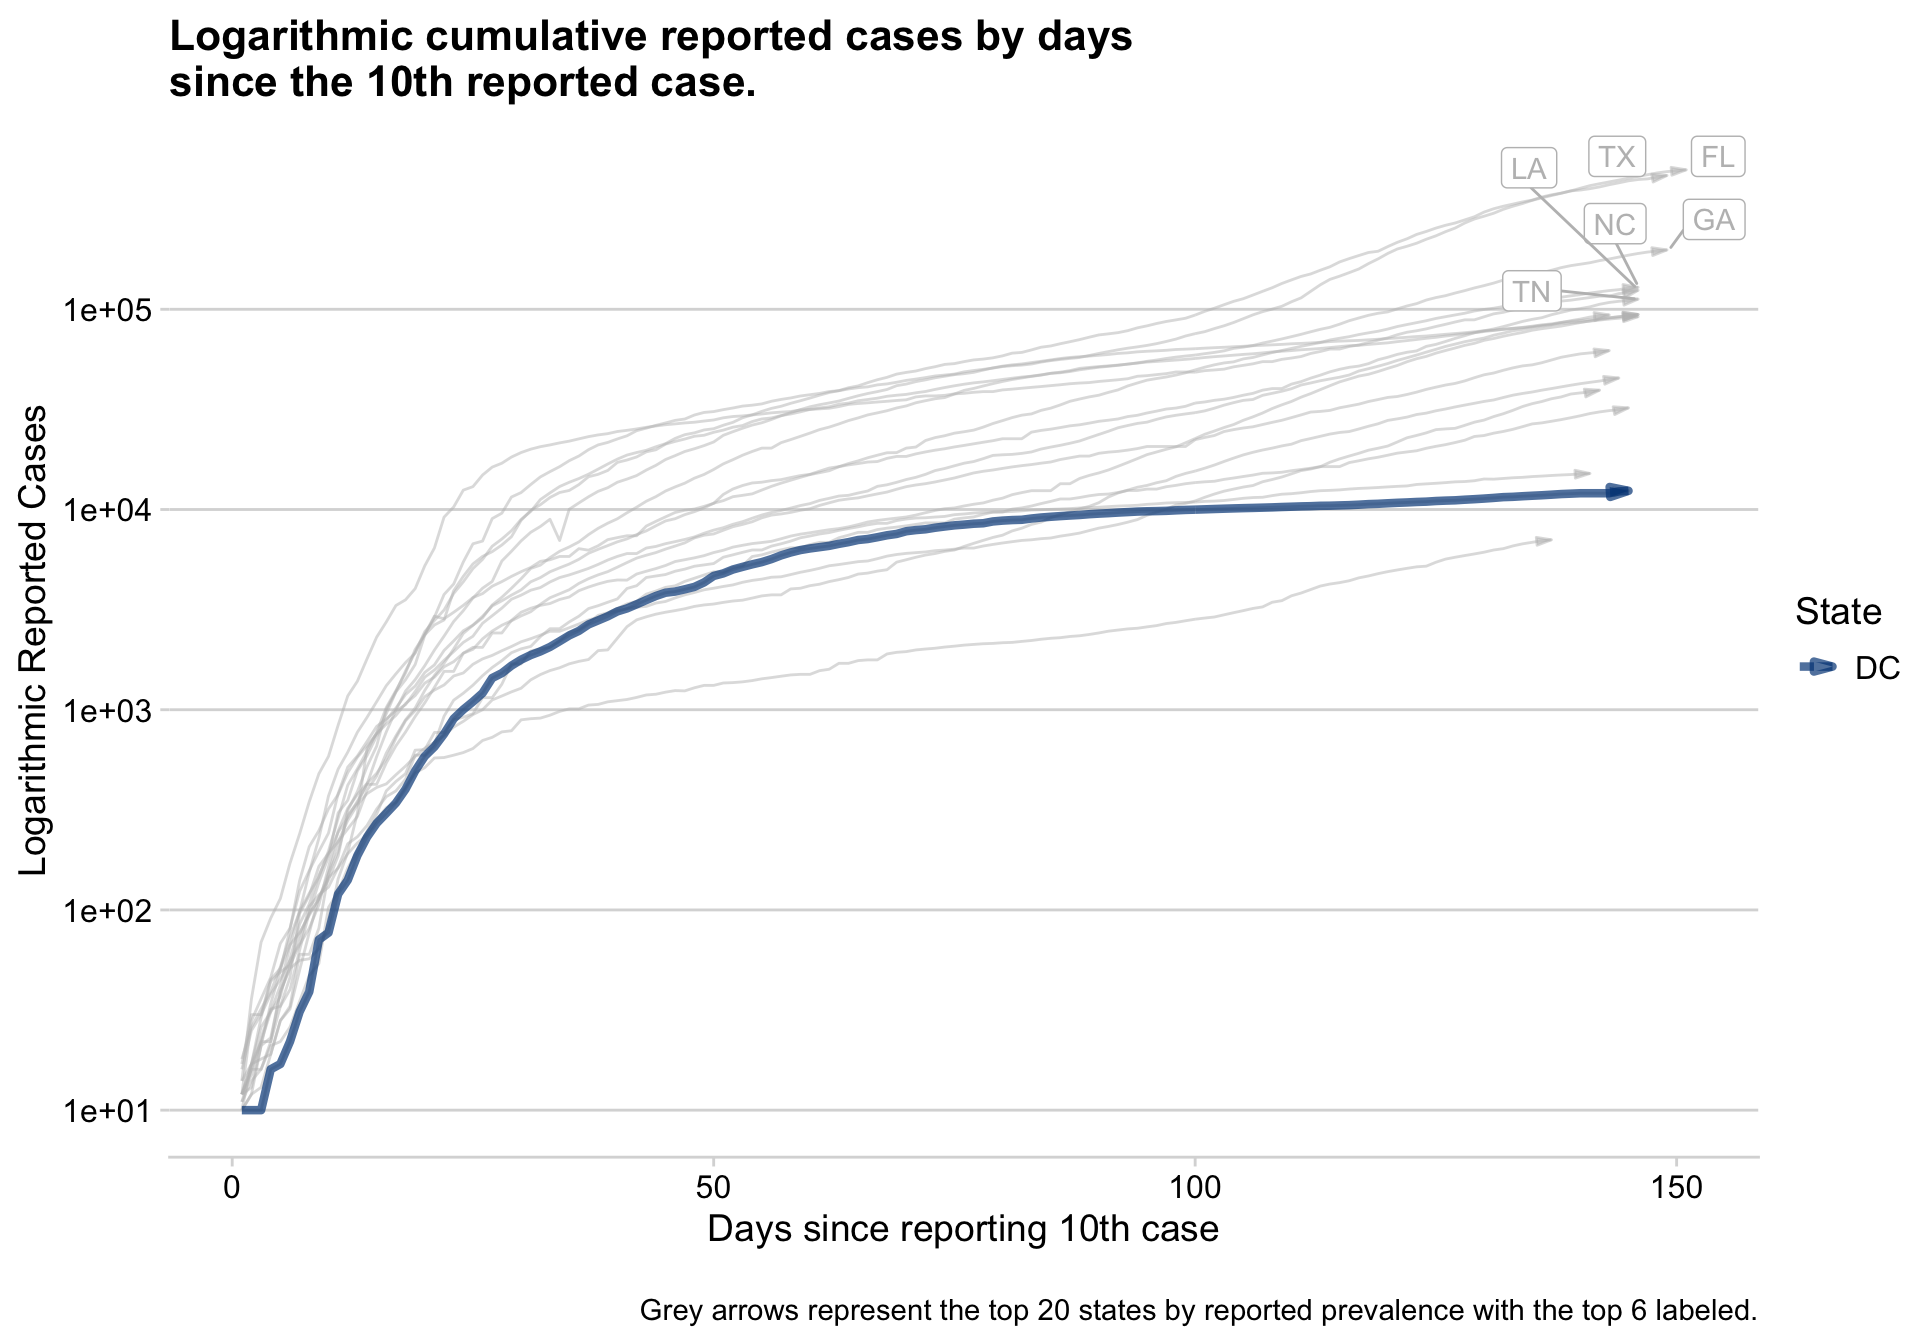 Logarithmic cumulative reported cases by days
since the 10th reported case.
LA
TX
FL
NC
GA
TN
1e+05
1e+04
1e+03
1e+02
1e+01
Logarithmic Reported Cases
State
DC
0
50
100
150
Days since reporting 10th case
Grey arrows represent the top 20 states by reported prevalence with the top 6 labeled.